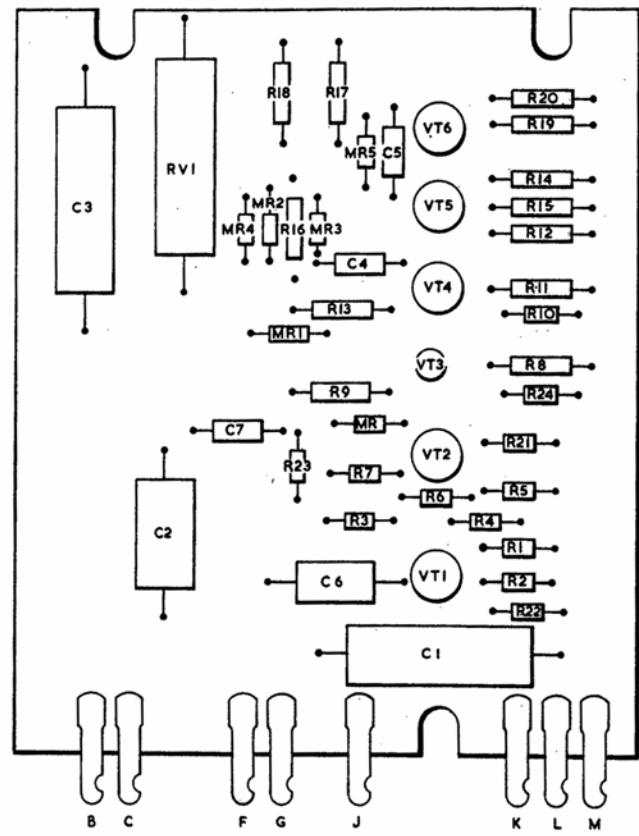 R18
R17
R20
VT6
R19
MR5
C5
RV1
R14
C3
MR2
VT5
R15
MR4
R16
MR3
R12
C4
VT4
R11
R13
R10
MR1
VT3
R8
R9
R24
C7
MR
R21
R23
R7
VT2
R5
R6
C2
R3
R4
R1
C6
VT1
R2
R22
C1
B C F G J K L M